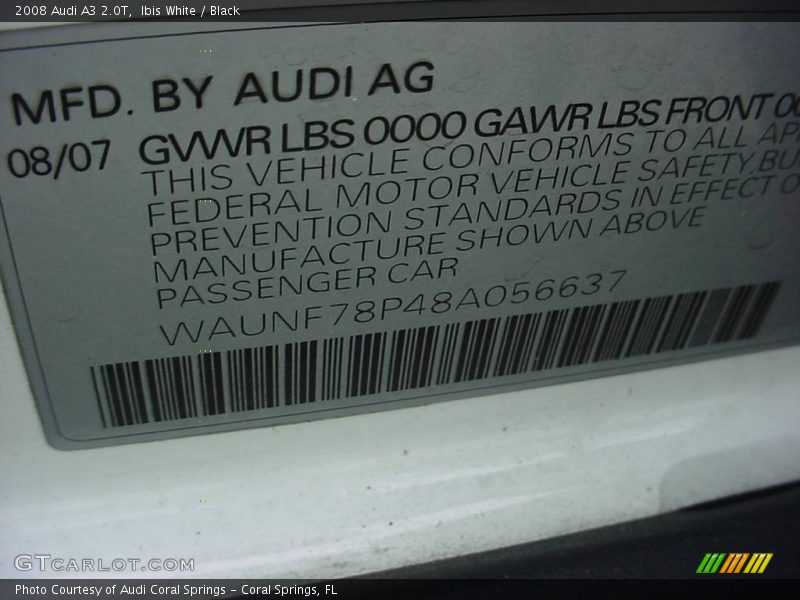 2008 Audi A3 2.0T,  Ibis White / Black
MFD. BY AUDI AG
08/07 GVWR LBS 0000 GAWR LBS FRONT
THIS VEHICLE CONFORMS TO ALL
FEDERAL MOTOR VEHICLE SAFETY,
PREVENTION STANDARDS IN EFFECT
MANUFACTURE SHOWN ABOVE
PASSENGER CAR
WAUNF78P48A056637
GTcarlot.com
Photo Courtesy of Audi Coral Springs – Coral Springs, FL